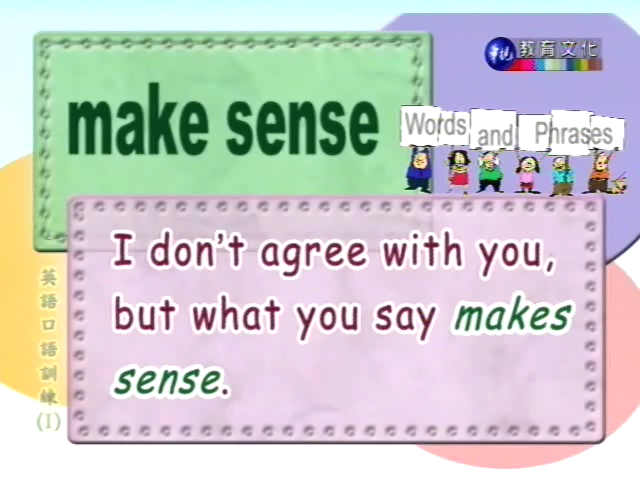 華視 教育文化
make sense
Words and Phrases
I don't agree with you,
but what you say makes
sense.
英語口語訓練(I)